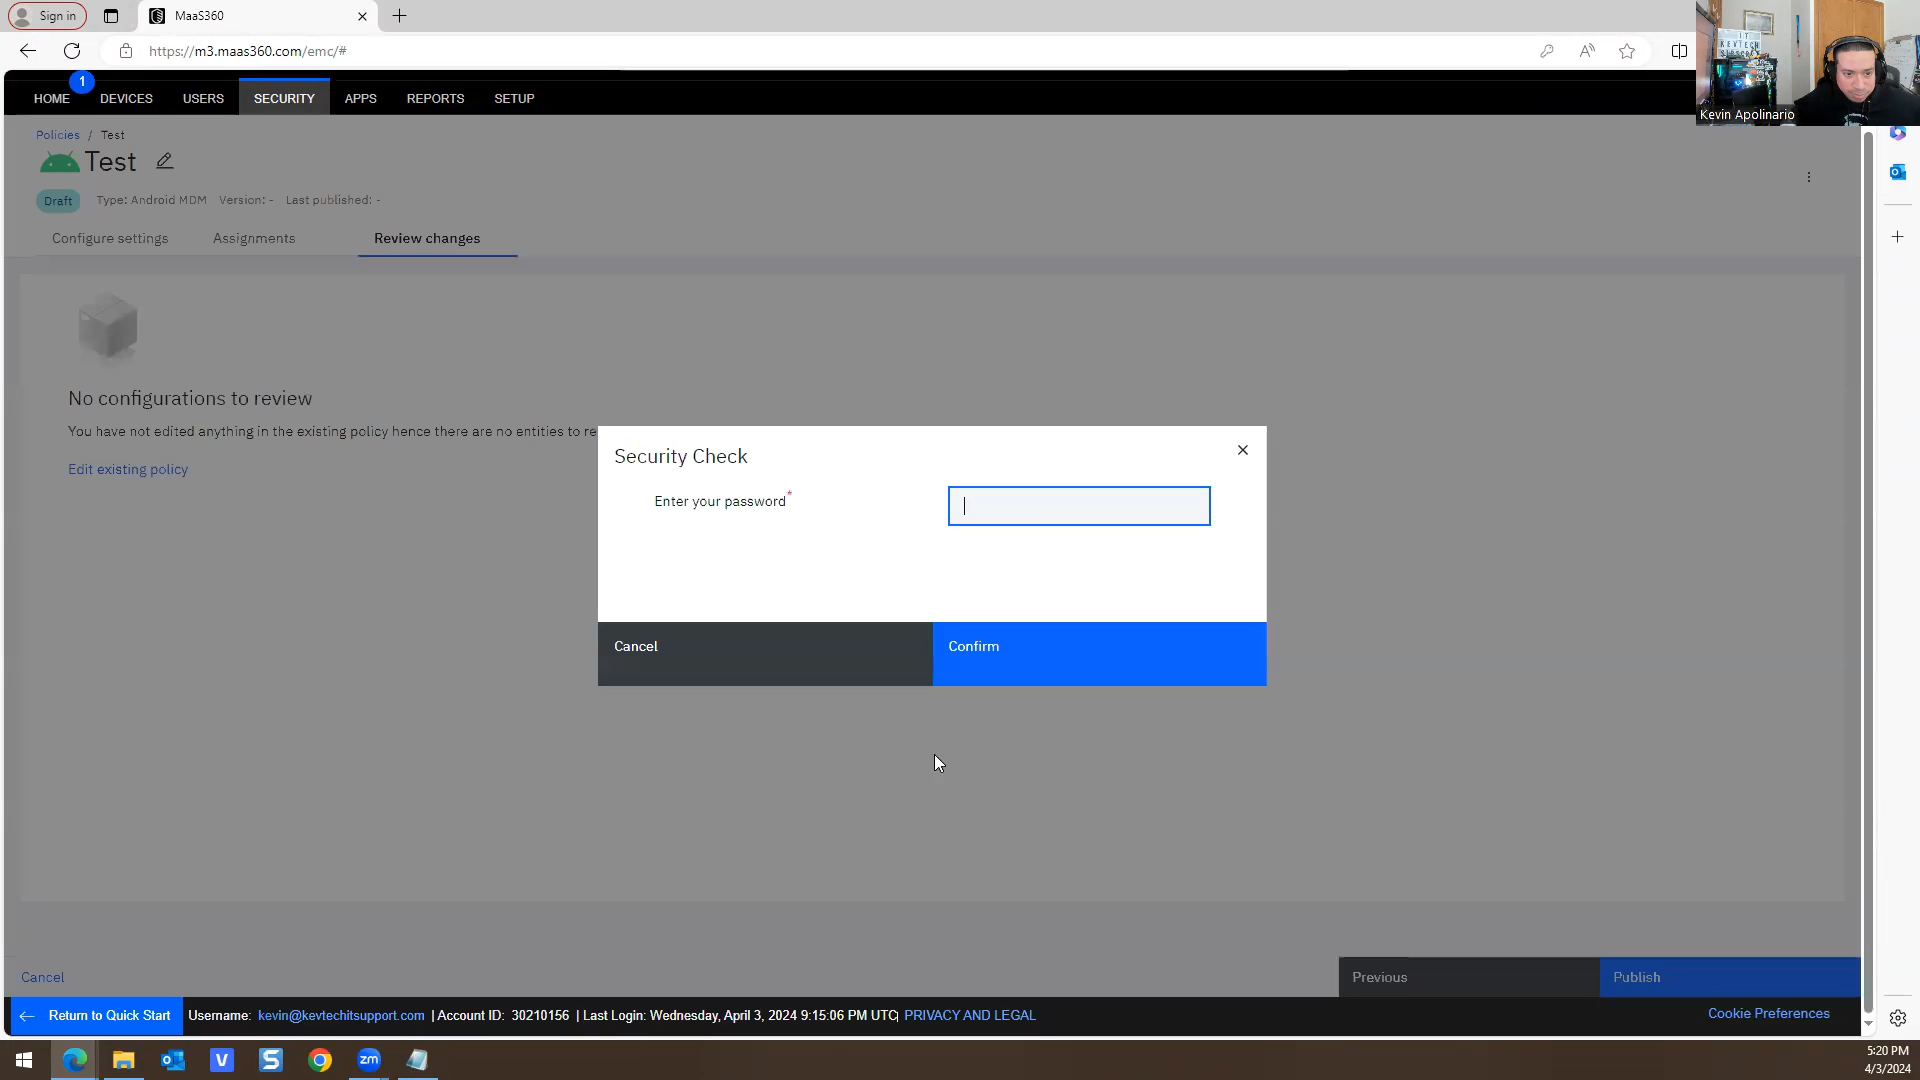 Sign in
MaaS360
https://m3.maas360.com/emc/#
IT
KEVTECH
SUPPORT
Kevin Apolinario
1
HOME DEVICES USERS SECURITY APPS REPORTS SETUP
Policies / Test
Test
Draft Type: Android MDM Version: - Last published: -
Configure settings Assignments Review changes
No configurations to review
You have not edited anything in the existing policy hence there are no entities to re
Edit existing policy
Security Check
Enter your password*
Cancel Confirm
Cancel Previous Publish
Return to Quick Start Username: kevin@kevtechitsupport.com | Account ID: 30210156 | Last Login: Wednesday, April 3, 2024 9:15:06 PM UTC| PRIVACY AND LEGAL Cookie Preferences
zm
5:20 PM
4/3/2024